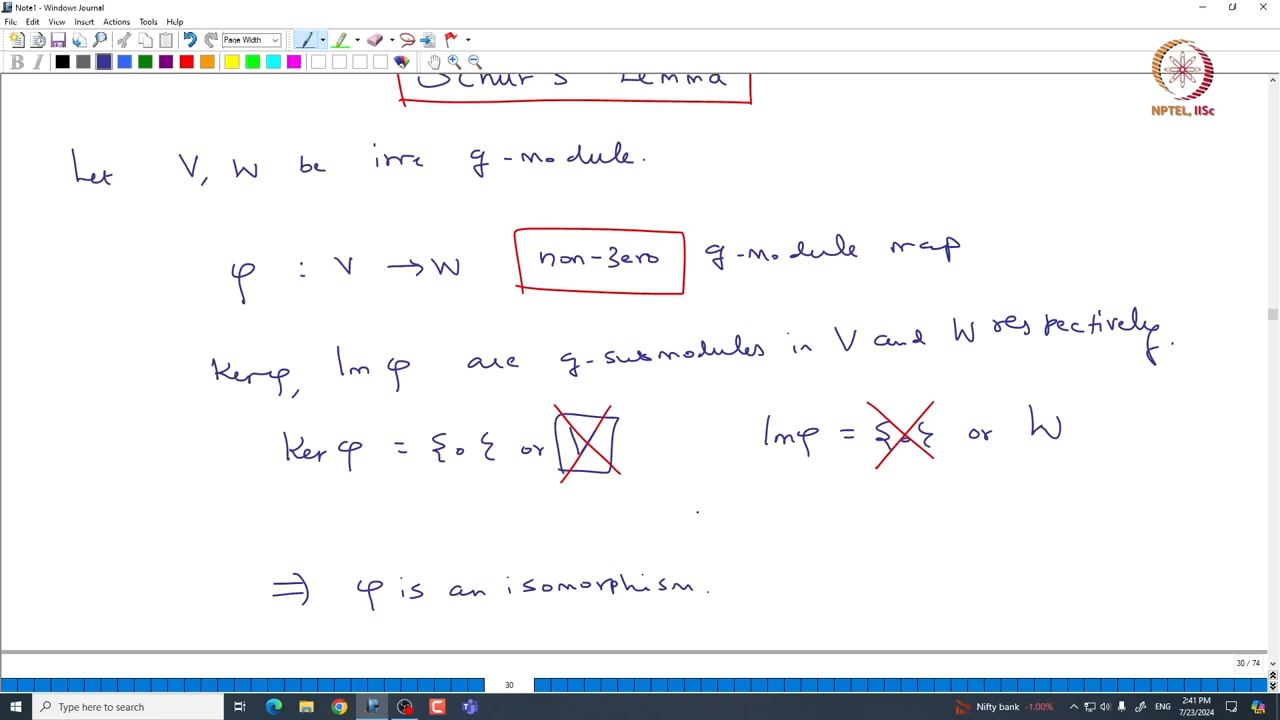 Note1 - Windows Journal
File Edit View Insert Actions Tools Help
Page Width
B I
NPTEL, IISc
Schur's Lemma
Let V, W be irre g-module.
φ : V → W non-zero g-module map
Ker φ, Im φ are g-submodules in V and W respectively.
Ker φ = {0} or V Im φ = {0} or W
⇒ φ is an isomorphism.
30 / 74
30
Type here to search
Nifty bank -1.00%
ENG
2:41 PM
7/23/2024